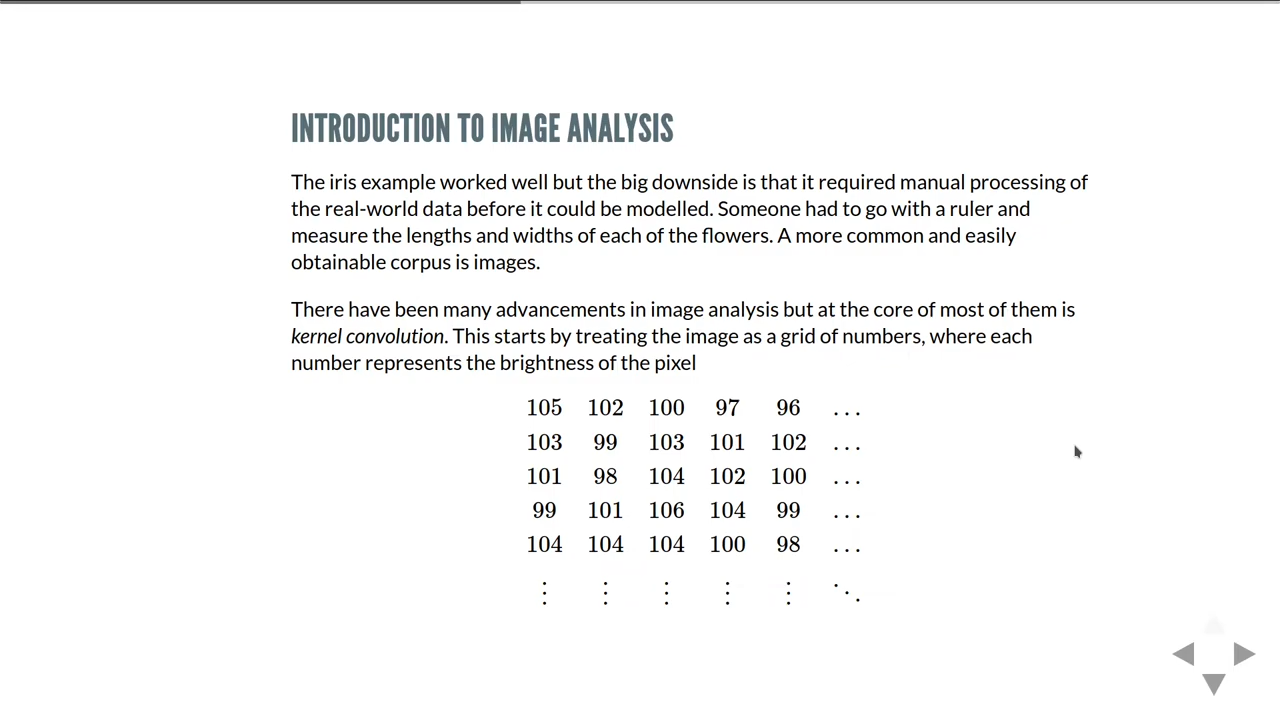 INTRODUCTION TO IMAGE ANALYSIS
The iris example worked well but the big downside is that it required manual processing of
the real-world data before it could be modelled. Someone had to go with a ruler and
measure the lengths and widths of each of the flowers. A more common and easily
obtainable corpus is images.
There have been many advancements in image analysis but at the core of most of them is
kernel convolution. This starts by treating the image as a grid of numbers, where each
number represents the brightness of the pixel
105 102 100 97 96 …
103 99 103 101 102 …
101 98 104 102 100 …
99 101 106 104 99 …
104 104 104 100 98 …
⋮ ⋮ ⋮ ⋮ ⋮ ⋱